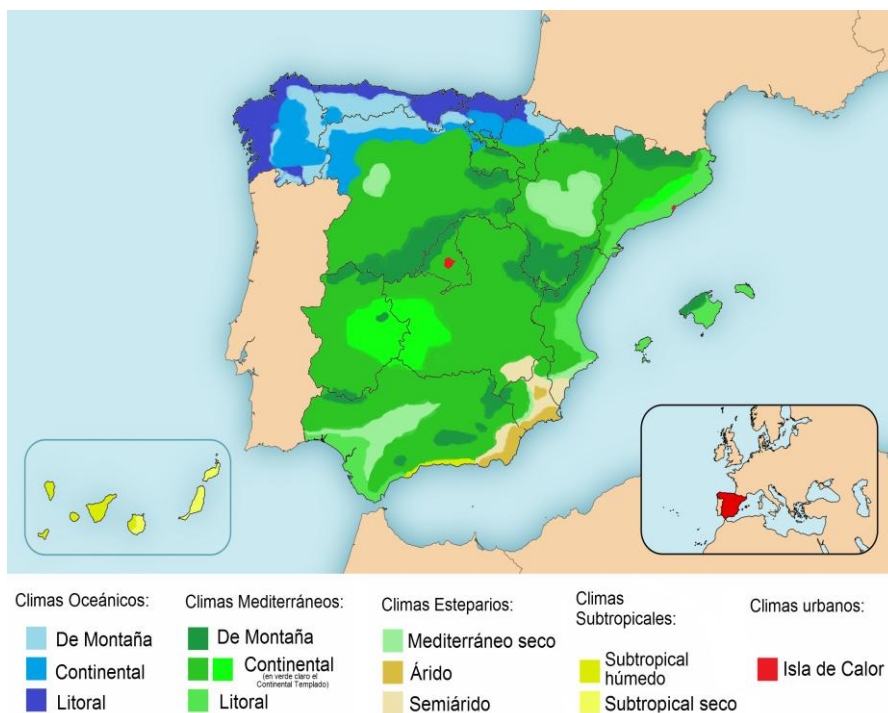 Climas Oceánicos:
De Montaña
Continental
Litoral
Climas Mediterráneos:
De Montaña
Continental
(en verde claro el
Continental Templado)
Litoral
Climas Esteparios:
Mediterráneo seco
Árido
Semiárido
Climas
Subtropicales:
Subtropical
húmedo
Subtropical seco
Climas urbanos:
Isla de Calor